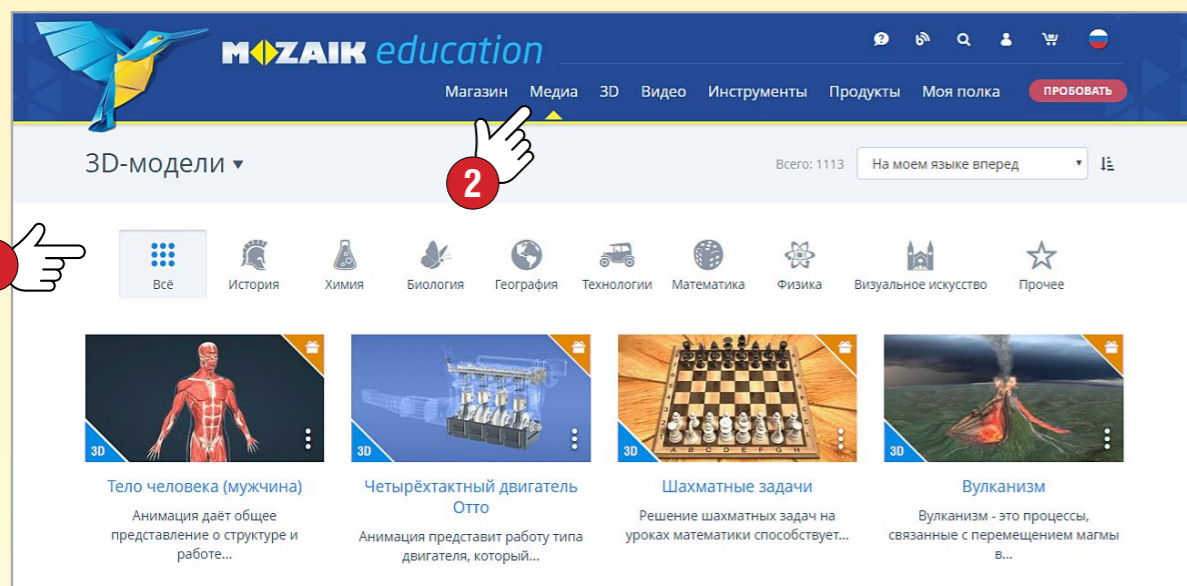 MOZAIK education
Магазин Медиа 3D Видео Инструменты Продукты Моя полка ПРОБОВАТЬ
2
3D-модели
Всего: 1113 На моем языке вперед
Всё История Химия Биология География Технологии Математика Физика Визуальное искусство Прочее
3D 3D 3D 3D
Тело человека (мужчина)
Анимация даёт общее
представление о структуре и
работе...
Четырёхтактный двигатель
Отто
Анимация представит работу типа
двигателя, который...
Шахматные задачи
Решение шахматных задач на
уроках математики способствует...
Вулканизм
Вулканизм - это процессы,
связанные с перемещением магмы
в...